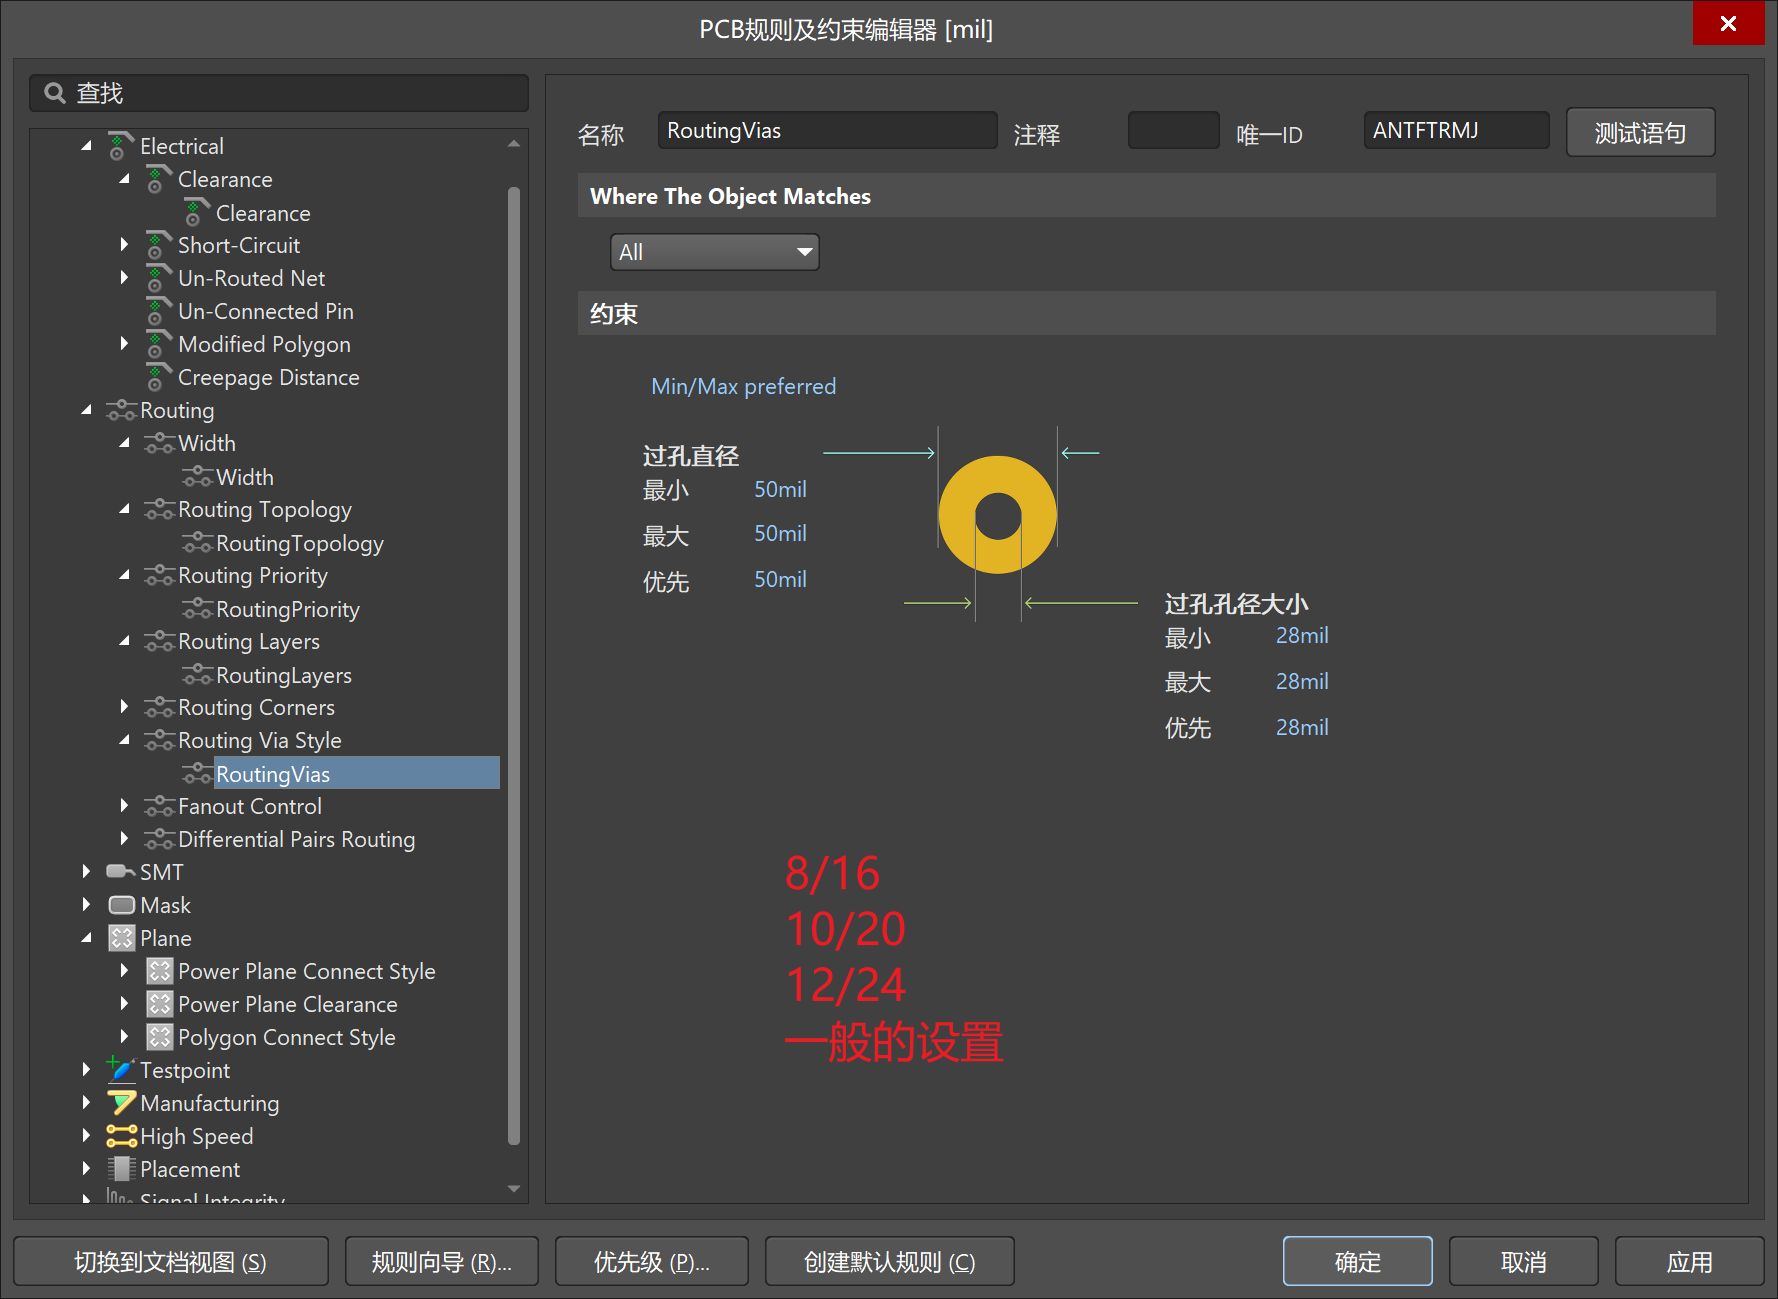 PCB规则及约束编辑器 [mil]
查找
Electrical
Clearance
Clearance
Short-Circuit
Un-Routed Net
Un-Connected Pin
Modified Polygon
Creepage Distance
Routing
Width
Width
Routing Topology
RoutingTopology
Routing Priority
RoutingPriority
Routing Layers
RoutingLayers
Routing Corners
Routing Via Style
RoutingVias
Fanout Control
Differential Pairs Routing
SMT
Mask
Plane
Power Plane Connect Style
Power Plane Clearance
Polygon Connect Style
Testpoint
Manufacturing
High Speed
Placement
Signal Integrity
名称 RoutingVias 注释 唯一ID ANTFTRMJ 测试语句
Where The Object Matches
All
约束
Min/Max preferred
过孔直径
最小 50mil
最大 50mil
优先 50mil
过孔孔径大小
最小 28mil
最大 28mil
优先 28mil
8/16
10/20
12/24
一般的设置
切换到文档视图 (S) 规则向导 (R)... 优先级 (P)... 创建默认规则 (C) 确定 取消 应用